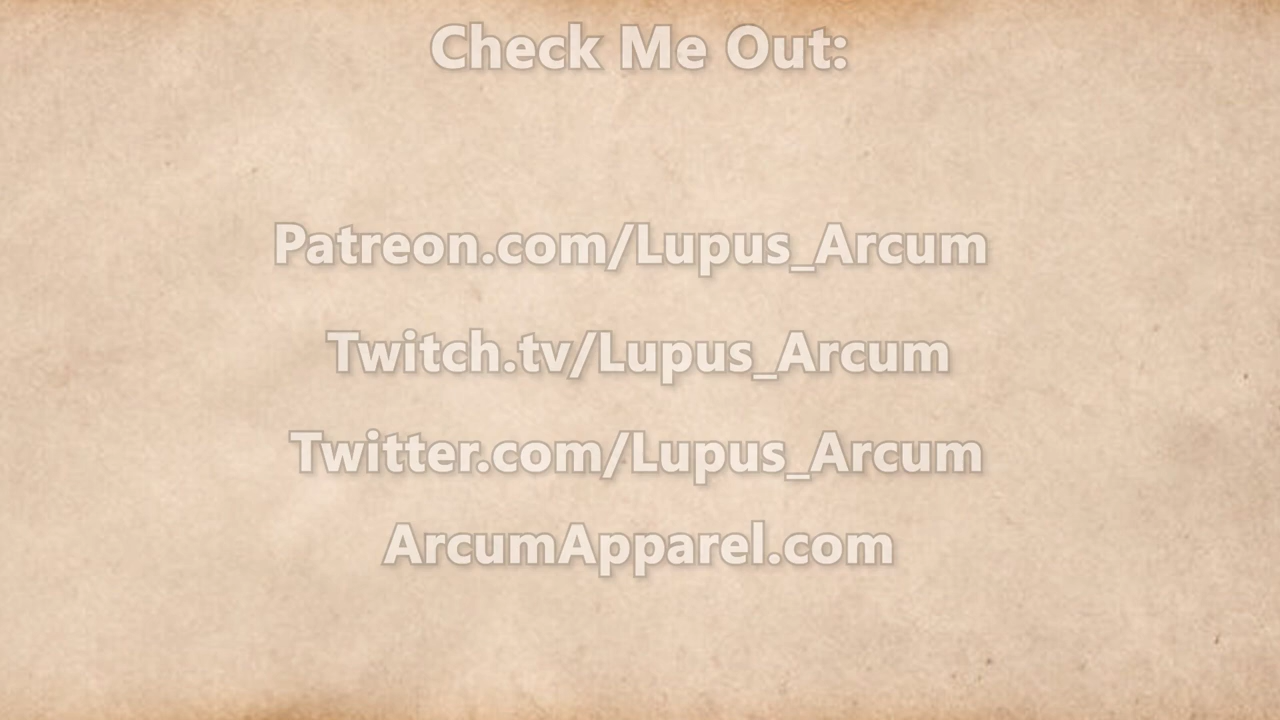 Check Me Out:
Patreon.com/Lupus_Arcum
Twitch.tv/Lupus_Arcum
Twitter.com/Lupus_Arcum
ArcumApparel.com